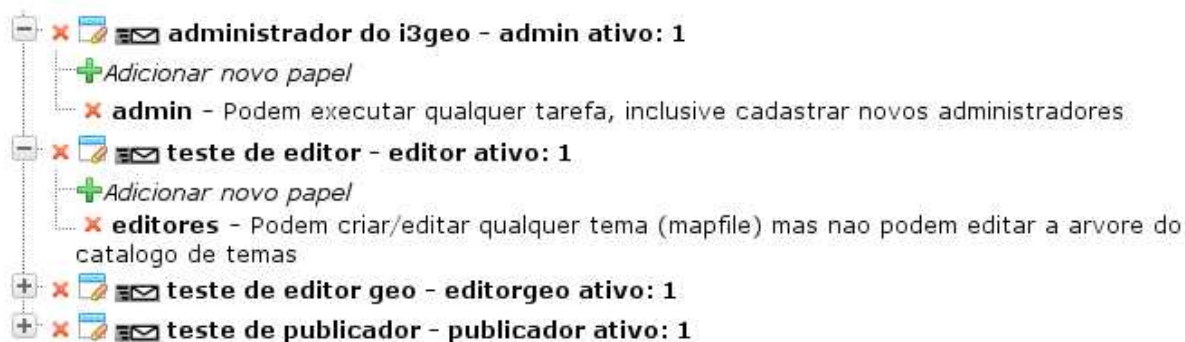 administrador do i3geo - admin ativo: 1
Adicionar novo papel
admin - Podem executar qualquer tarefa, inclusive cadastrar novos administradores
teste de editor - editor ativo: 1
Adicionar novo papel
editores - Podem criar/editar qualquer tema (mapfile) mas nao podem editar a arvore do
catalogo de temas
teste de editor geo - editorgeo ativo: 1
teste de publicador - publicador ativo: 1